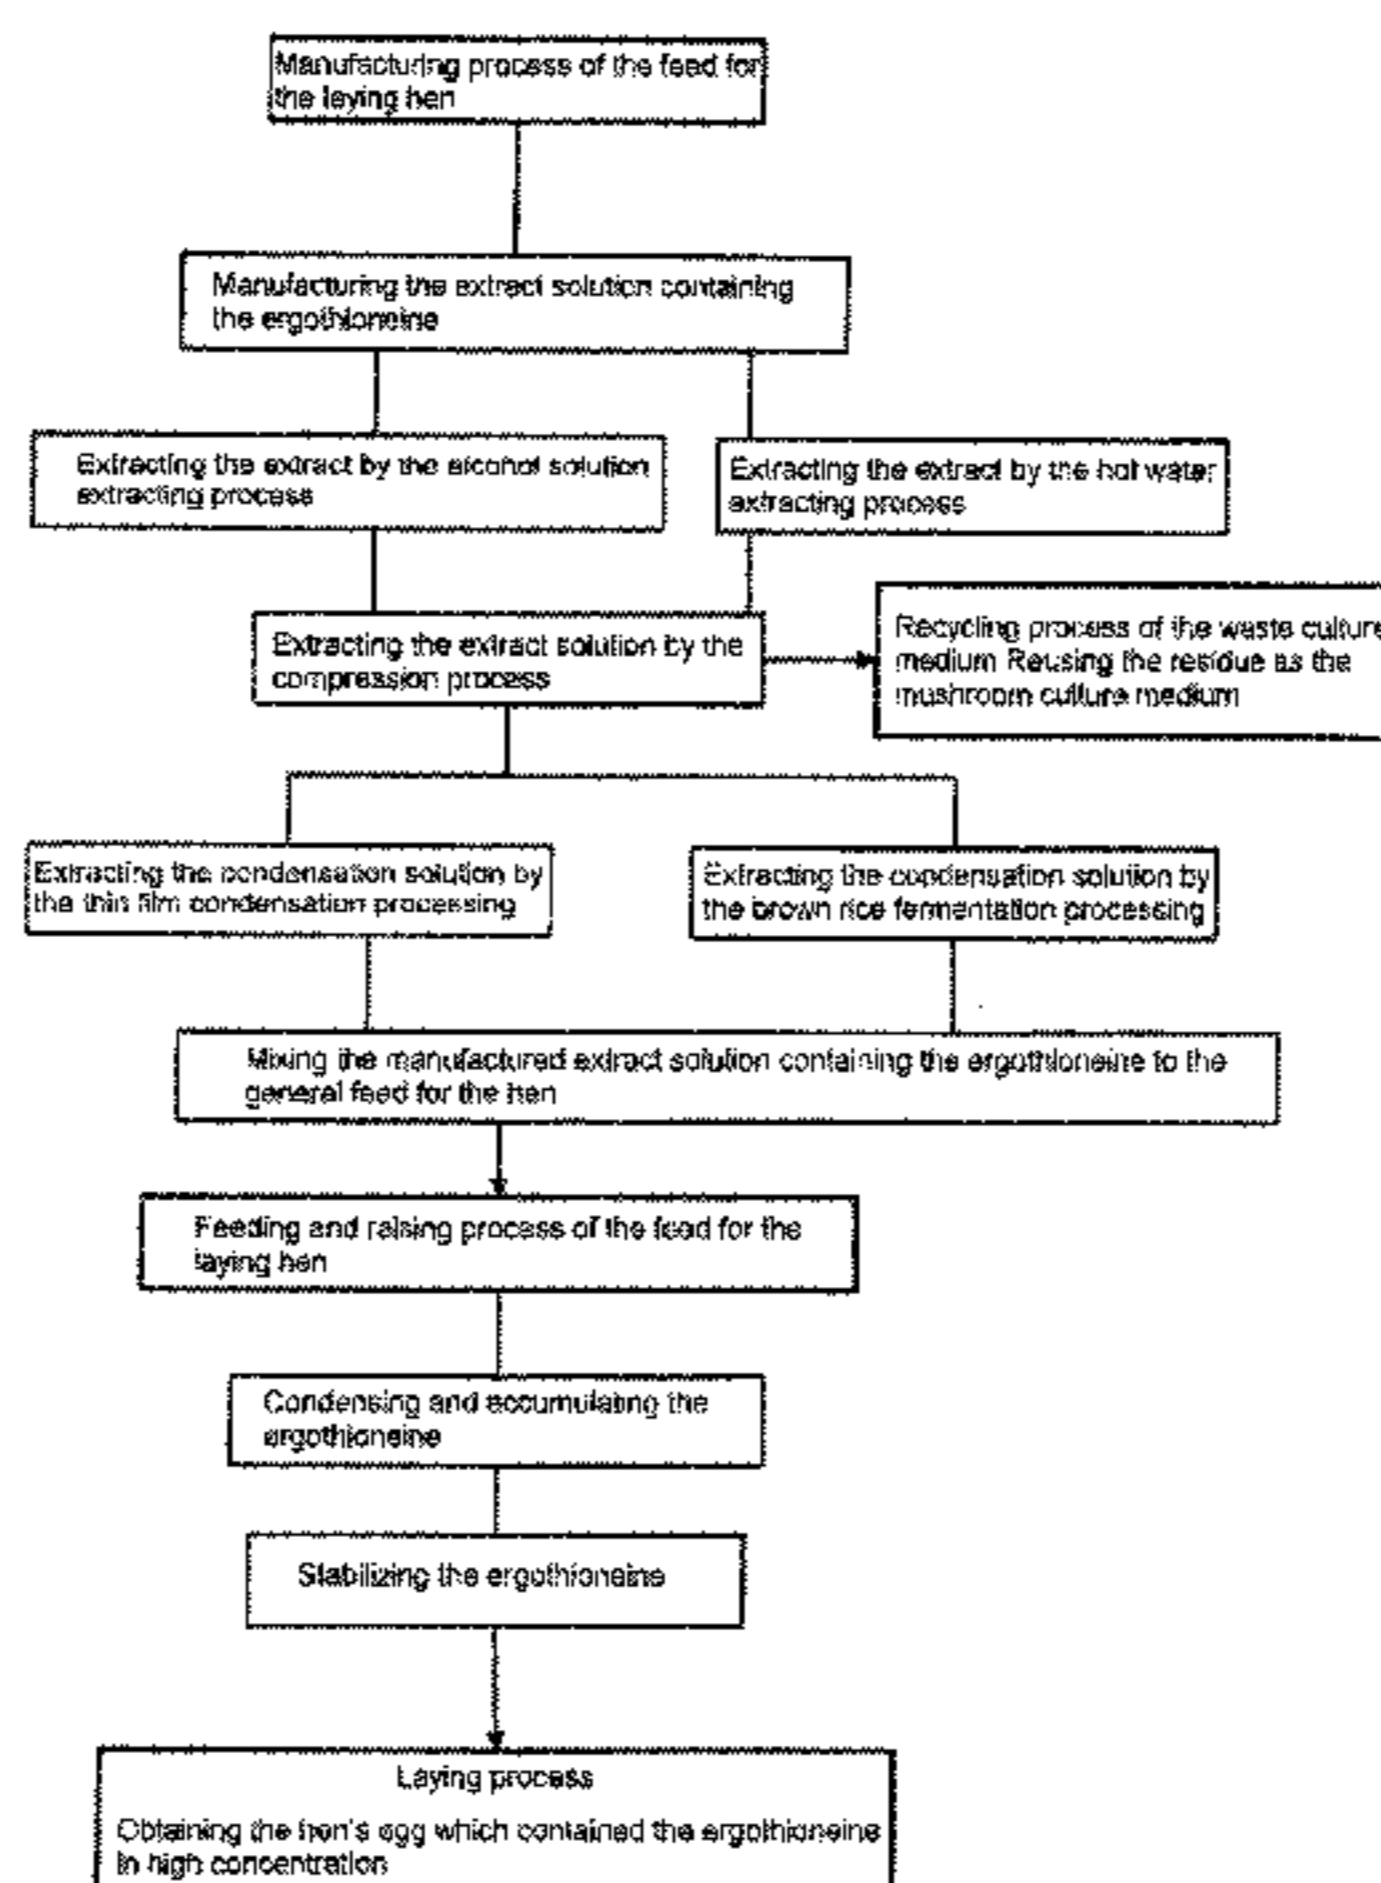 Manufacturing process of the feed for
the laying hen
Manufacturing the extract solution containing
the ergothioneine
Extracting the extract by the alcohol solution
extracting process
Extracting the extract by the hot water
extracting process
Extracting the extract solution by the
compression process
Recycling process of the waste culture
medium Reusing the residue as the
mushroom culture medium
Extracting the condensation solution by
the thin film condensation processing
Extracting the condensation solution by
the brown rice fermentation processing
Mixing the manufactured extract solution containing the ergothioneine to the
general feed for the hen
Feeding and raising process of the feed for the
laying hen
Condensing and accumulating the
ergothioneine
Stabilizing the ergothioneine
Laying process
Obtaining the hen's egg which contained the ergothioneine
in high concentration